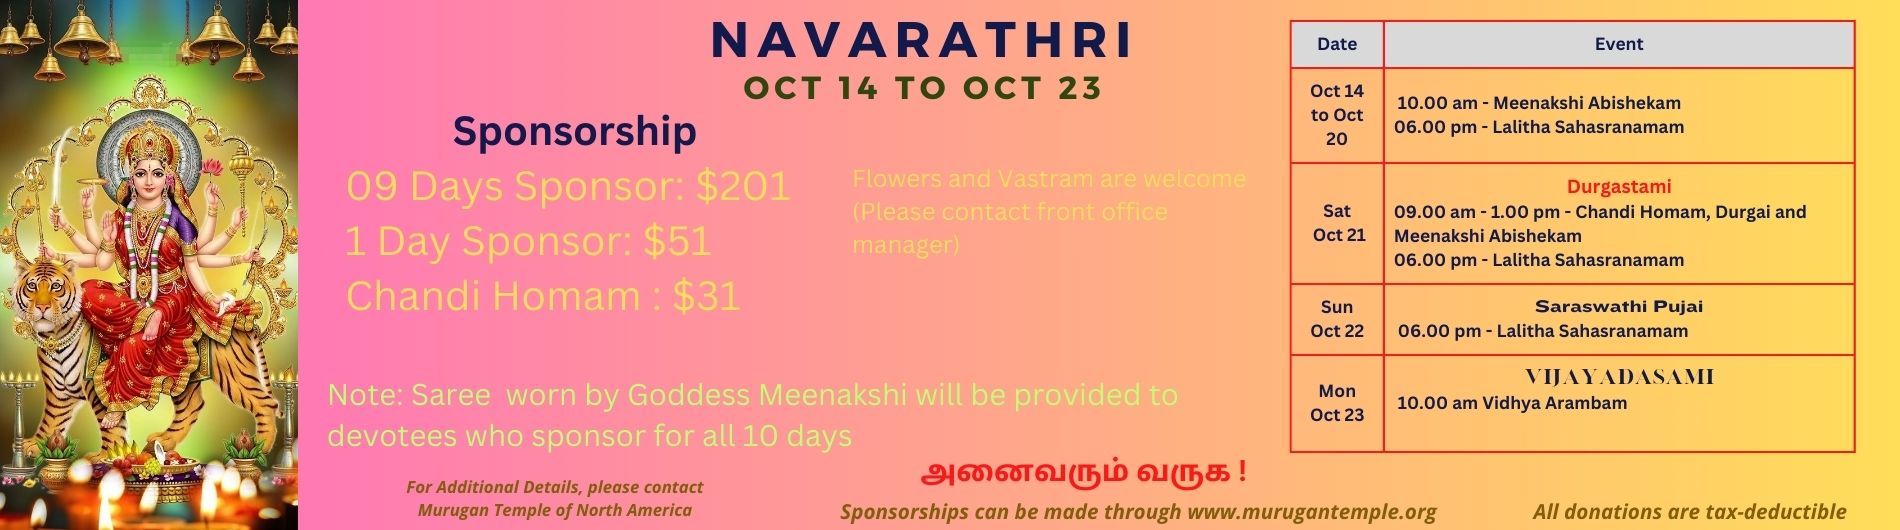 NAVARATHRI
OCT 14 TO OCT 23
Sponsorship
09 Days Sponsor: $201
1 Day Sponsor: $51
Chandi Homam : $31
Flowers and Vastram are welcome
(Please contact front office
manager)
Note: Saree worn by Goddess Meenakshi will be provided to
devotees who sponsor for all 10 days
For Additional Details, please contact
Murugan Temple of North America
அனைவரும் வருக !
Sponsorships can be made through www.murugantemple.org
Date Event
Oct 14
to Oct
20
10.00 am - Meenakshi Abishekam
06.00 pm - Lalitha Sahasranamam
Sat
Oct 21
Durgastami
09.00 am - 1.00 pm - Chandi Homam, Durgai and
Meenakshi Abishekam
06.00 pm - Lalitha Sahasranamam
Sun
Oct 22
Saraswathi Pujai
06.00 pm - Lalitha Sahasranamam
Mon
Oct 23
VIJAYADASAMI
10.00 am Vidhya Arambam
All donations are tax-deductible